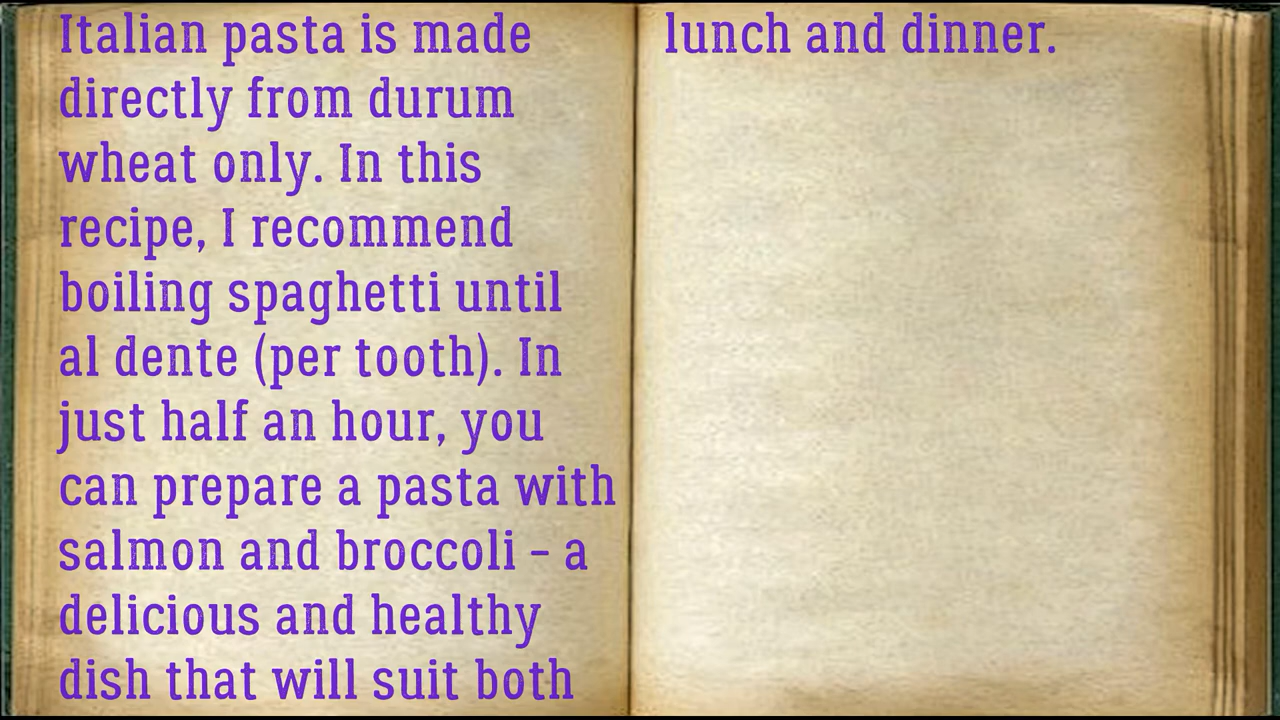 Italian pasta is made
directly from durum
wheat only. In this
recipe, I recommend
boiling spaghetti until
al dente (per tooth). In
just half an hour, you
can prepare a pasta with
salmon and broccoli – a
delicious and healthy
dish that will suit both
lunch and dinner.